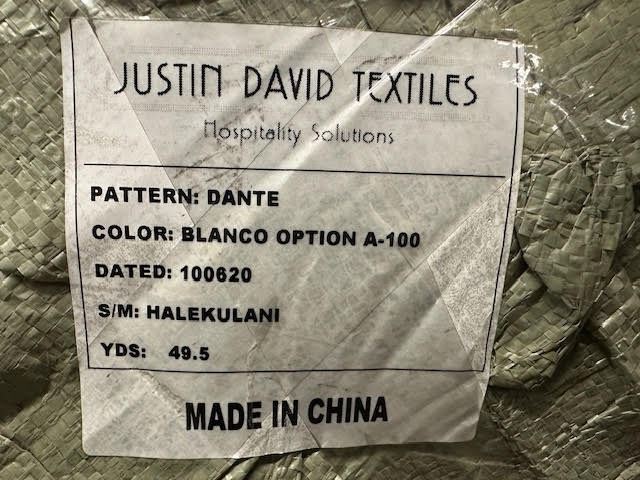 JUSTIN DAVID TEXTILES
Hospitality Solutions
PATTERN: DANTE
COLOR: BLANCO OPTION A-100
DATED: 100620
S/M: HALEKULANI
YDS: 49.5
MADE IN CHINA